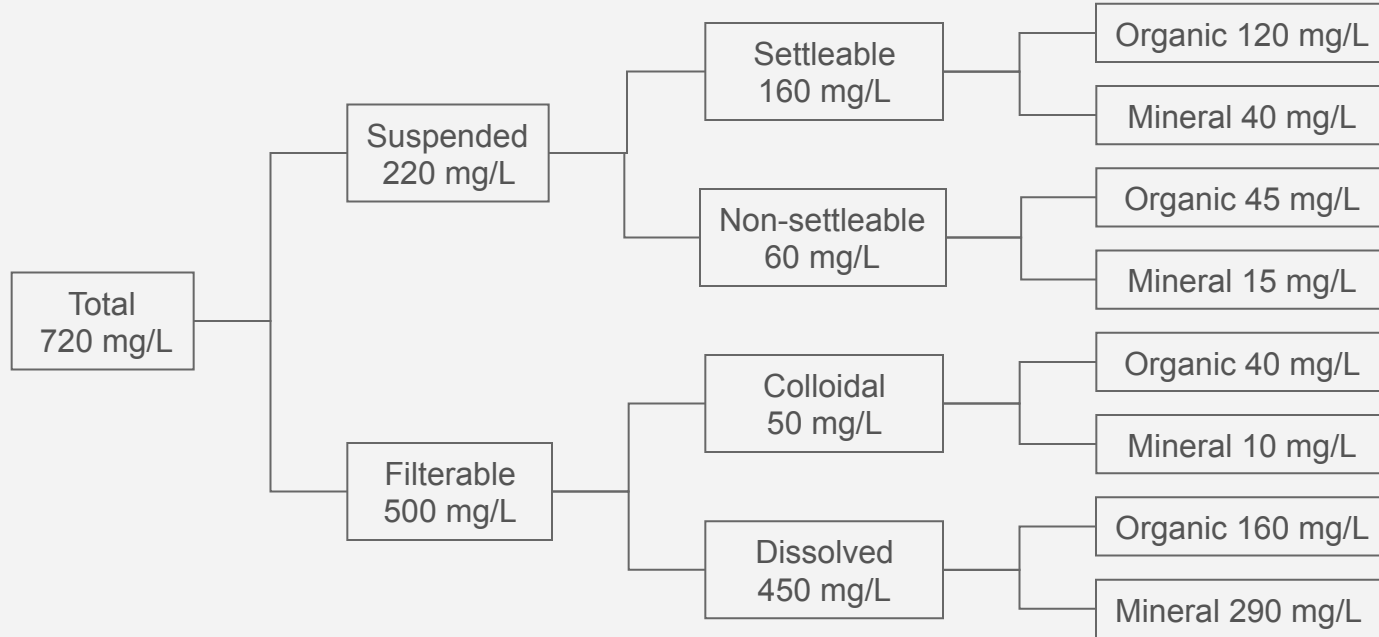 Total
720 mg/L
Suspended
220 mg/L
Filterable
500 mg/L
Settleable
160 mg/L
Non-settleable
60 mg/L
Colloidal
50 mg/L
Dissolved
450 mg/L
Organic 120 mg/L
Mineral 40 mg/L
Organic 45 mg/L
Mineral 15 mg/L
Organic 40 mg/L
Mineral 10 mg/L
Organic 160 mg/L
Mineral 290 mg/L